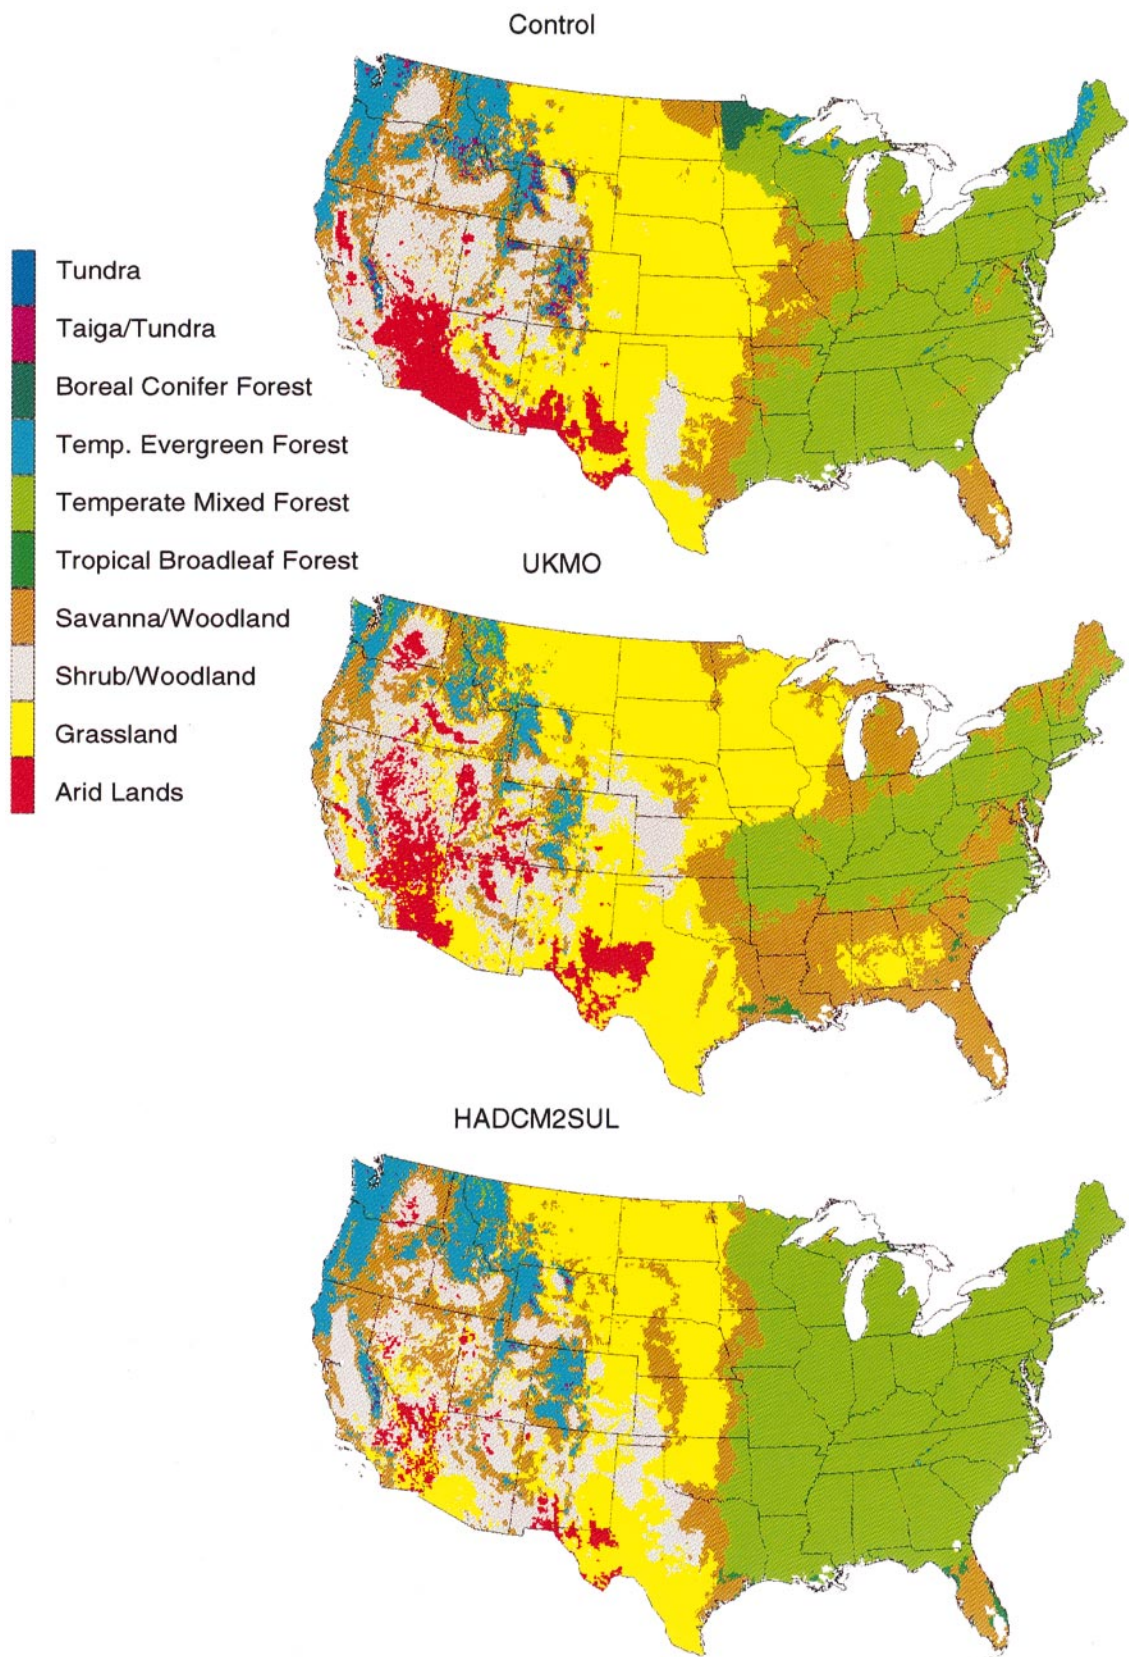 Control
Tundra
Taiga/Tundra
Boreal Conifer Forest
Temp. Evergreen Forest
Temperate Mixed Forest
Tropical Broadleaf Forest
Savanna/Woodland
Shrub/Woodland
Grassland
Arid Lands
UKMO
HADCM2SUL